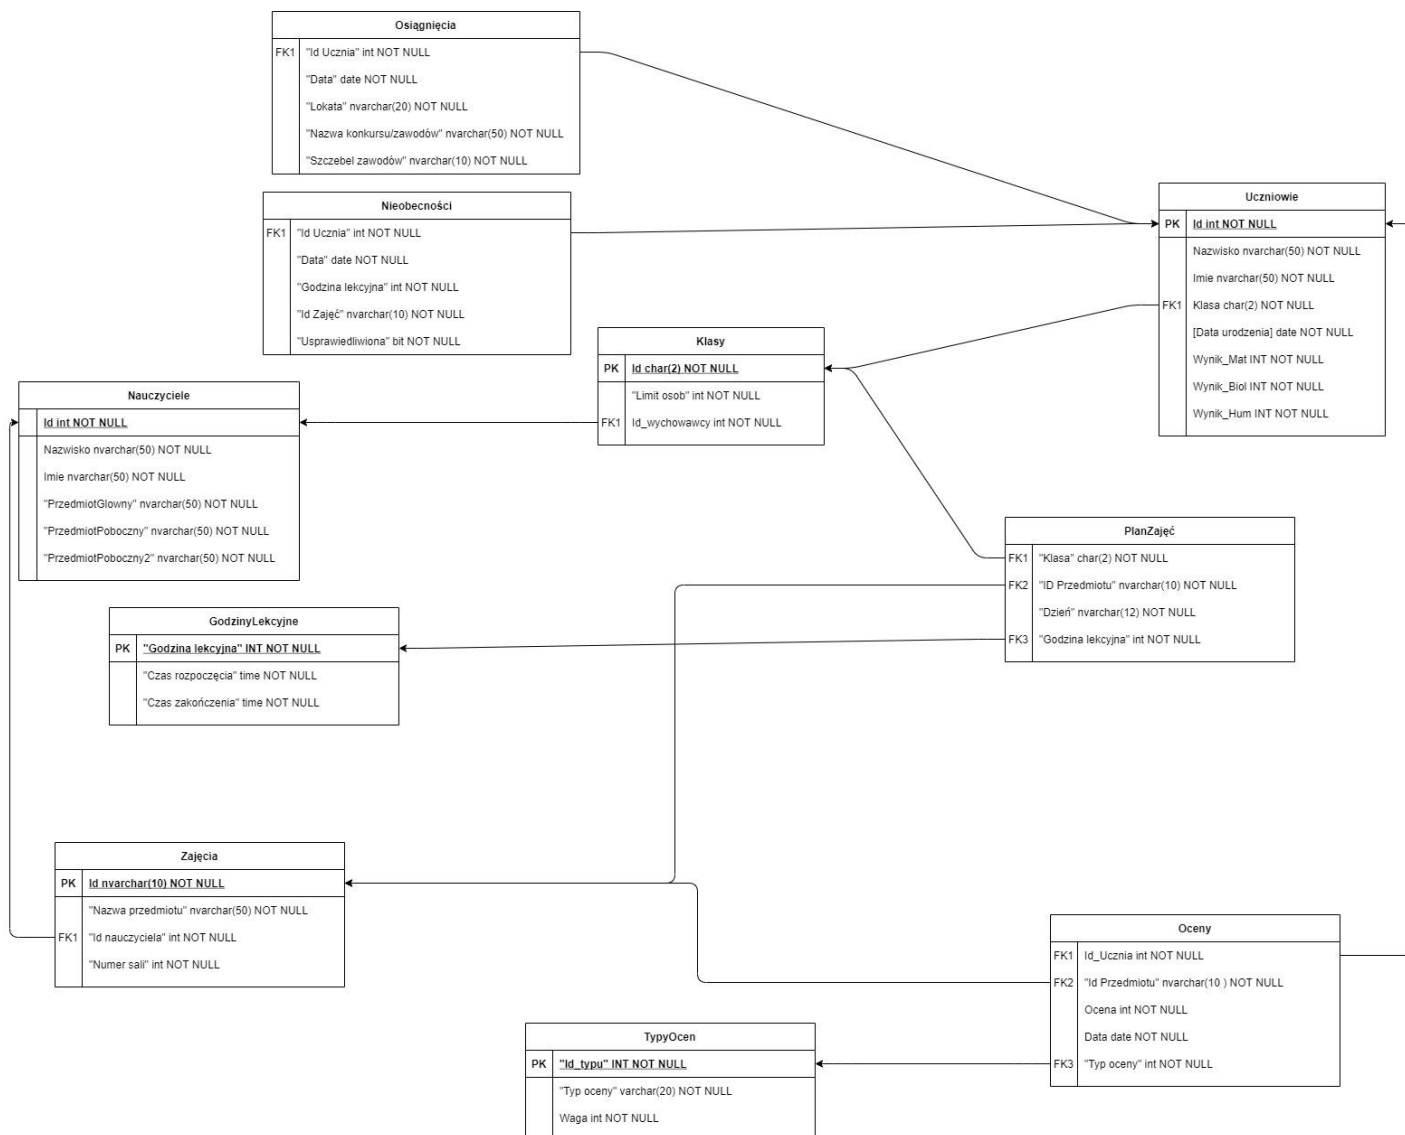 Osiągnięcia
FK1 "Id Ucznia" int NOT NULL
"Data" date NOT NULL
"Lokata" nvarchar(20) NOT NULL
"Nazwa konkursu/zawodów" nvarchar(50) NOT NULL
"Szczebel zawodów" nvarchar(10) NOT NULL
Nieobecności
FK1 "Id Ucznia" int NOT NULL
"Data" date NOT NULL
"Godzina lekcyjna" int NOT NULL
"Id Zajęć" nvarchar(10) NOT NULL
"Usprawiedliwiona" bit NOT NULL
Uczniowie
PK Id int NOT NULL
Nazwisko nvarchar(50) NOT NULL
Imie nvarchar(50) NOT NULL
FK1 Klasa char(2) NOT NULL
[Data urodzenia] date NOT NULL
Wynik_Mat INT NOT NULL
Wynik_Biol INT NOT NULL
Wynik_Hum INT NOT NULL
Klasy
PK Id char(2) NOT NULL
"Limit osob" int NOT NULL
FK1 Id_wychowawcy int NOT NULL
Nauczyciele
Id int NOT NULL
Nazwisko nvarchar(50) NOT NULL
Imie nvarchar(50) NOT NULL
"PrzedmiotGlowny" nvarchar(50) NOT NULL
"PrzedmiotPoboczny" nvarchar(50) NOT NULL
"PrzedmiotPoboczny2" nvarchar(50) NOT NULL
PlanZajęć
FK1 "Klasa" char(2) NOT NULL
FK2 "ID Przedmiotu" nvarchar(10) NOT NULL
"Dzień" nvarchar(12) NOT NULL
FK3 "Godzina lekcyjna" int NOT NULL
GodzinyLekcyjne
PK "Godzina lekcyjna" INT NOT NULL
"Czas rozpoczęcia" time NOT NULL
"Czas zakończenia" time NOT NULL
Zajęcia
PK Id nvarchar(10) NOT NULL
"Nazwa przedmiotu" nvarchar(50) NOT NULL
FK1 "Id nauczyciela" int NOT NULL
"Numer sali" int NOT NULL
Oceny
FK1 Id_Ucznia int NOT NULL
FK2 "Id Przedmiotu" nvarchar(10 ) NOT NULL
Ocena int NOT NULL
Data date NOT NULL
FK3 "Typ oceny" int NOT NULL
TypyOcen
PK "Id_typu" INT NOT NULL
"Typ oceny" varchar(20) NOT NULL
Waga int NOT NULL